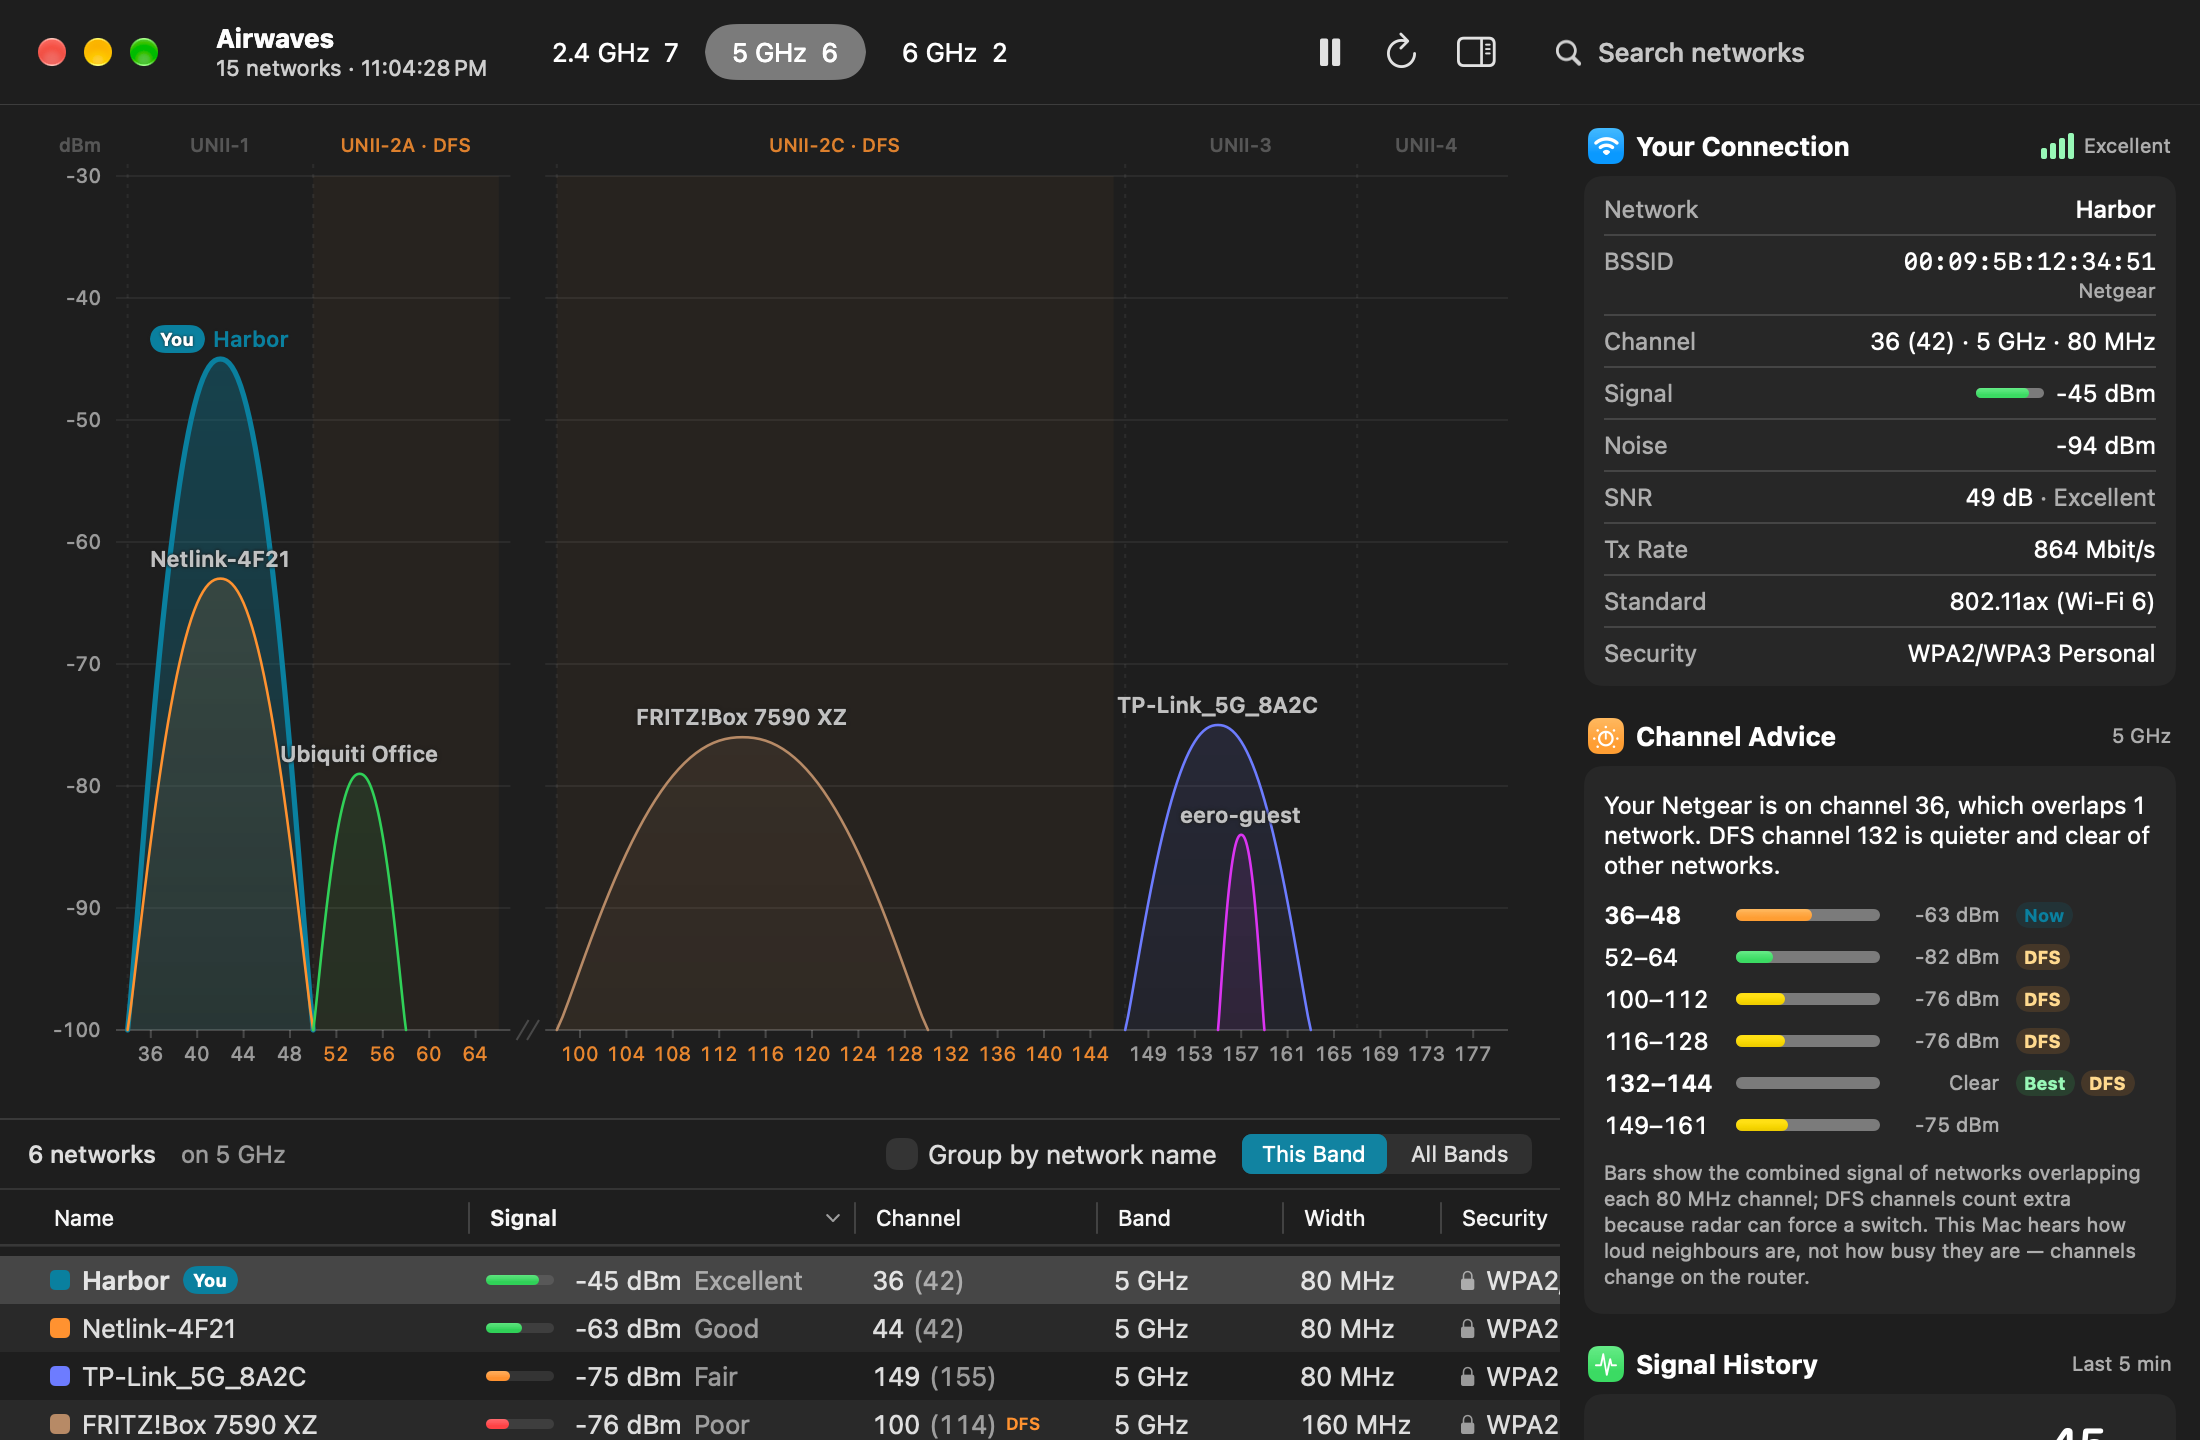 Airwaves
15 networks · 11:04:28 PM
2.4 GHz 7
5 GHz 6
6 GHz 2
Search networks
dBm
UNII-1
UNII-2A · DFS
UNII-2C · DFS
UNII-3
UNII-4
-30
-40
-50
-60
-70
-80
-90
-100
You Harbor
Netlink-4F21
Ubiquiti Office
FRITZ!Box 7590 XZ
TP-Link_5G_8A2C
eero-guest
36 40 44 48 52 56 60 64 // 100 104 108 112 116 120 124 128 132 136 140 144 149 153 157 161 165 169 173 177
6 networks on 5 GHz
Group by network name
This Band
All Bands
Name Signal Channel Band Width Security
Harbor You -45 dBm Excellent 36 (42) 5 GHz 80 MHz WPA2/
Netlink-4F21 -63 dBm Good 44 (42) 5 GHz 80 MHz WPA2
TP-Link_5G_8A2C -75 dBm Fair 149 (155) 5 GHz 80 MHz WPA2
FRITZ!Box 7590 XZ -76 dBm Poor 100 (114) DFS 5 GHz 160 MHz WPA2
Your Connection
Excellent
Network Harbor
BSSID 00:09:5B:12:34:51
Netgear
Channel 36 (42) · 5 GHz · 80 MHz
Signal -45 dBm
Noise -94 dBm
SNR 49 dB · Excellent
Tx Rate 864 Mbit/s
Standard 802.11ax (Wi-Fi 6)
Security WPA2/WPA3 Personal
Channel Advice
5 GHz
Your Netgear is on channel 36, which overlaps 1
network. DFS channel 132 is quieter and clear of
other networks.
36–48 -63 dBm Now
52–64 -82 dBm DFS
100–112 -76 dBm DFS
116–128 -76 dBm DFS
132–144 Clear Best DFS
149–161 -75 dBm
Bars show the combined signal of networks overlapping
each 80 MHz channel; DFS channels count extra
because radar can force a switch. This Mac hears how
loud neighbours are, not how busy they are — channels
change on the router.
Signal History
Last 5 min